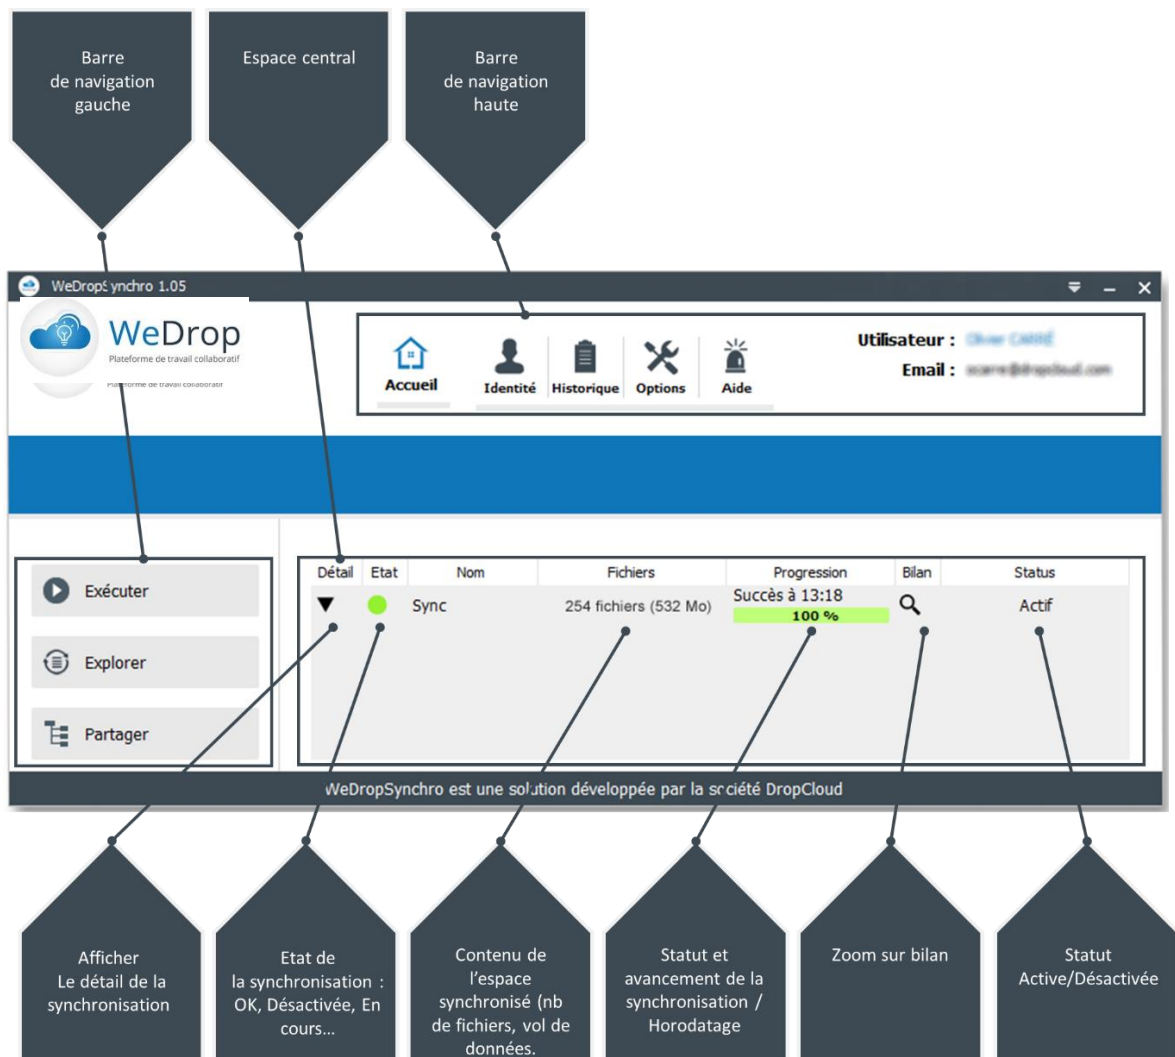 Barre
de navigation
gauche
Espace central
Barre
de navigation
haute
WeDropSynchro 1.05
WeDrop
Plateforme de travail collaboratif
Plateforme de travail collaboratif
Accueil
Identité
Historique
Options
Aide
Utilisateur :
Email :
Exécuter
Explorer
Partager
Détail Etat Nom Fichiers Progression Bilan Status
Sync 254 fichiers (532 Mo) Succès à 13:18 Actif
100 %
WeDropSynchro est une solution développée par la société DropCloud
Afficher
Le détail de la
synchronisation
Etat de
la synchronisation :
OK, Désactivée, En
cours...
Contenu de
l'espace
synchronisé (nb
de fichiers, vol de
données.
Statut et
avancement de la
synchronisation /
Horodatage
Zoom sur bilan
Statut
Active/Désactivée